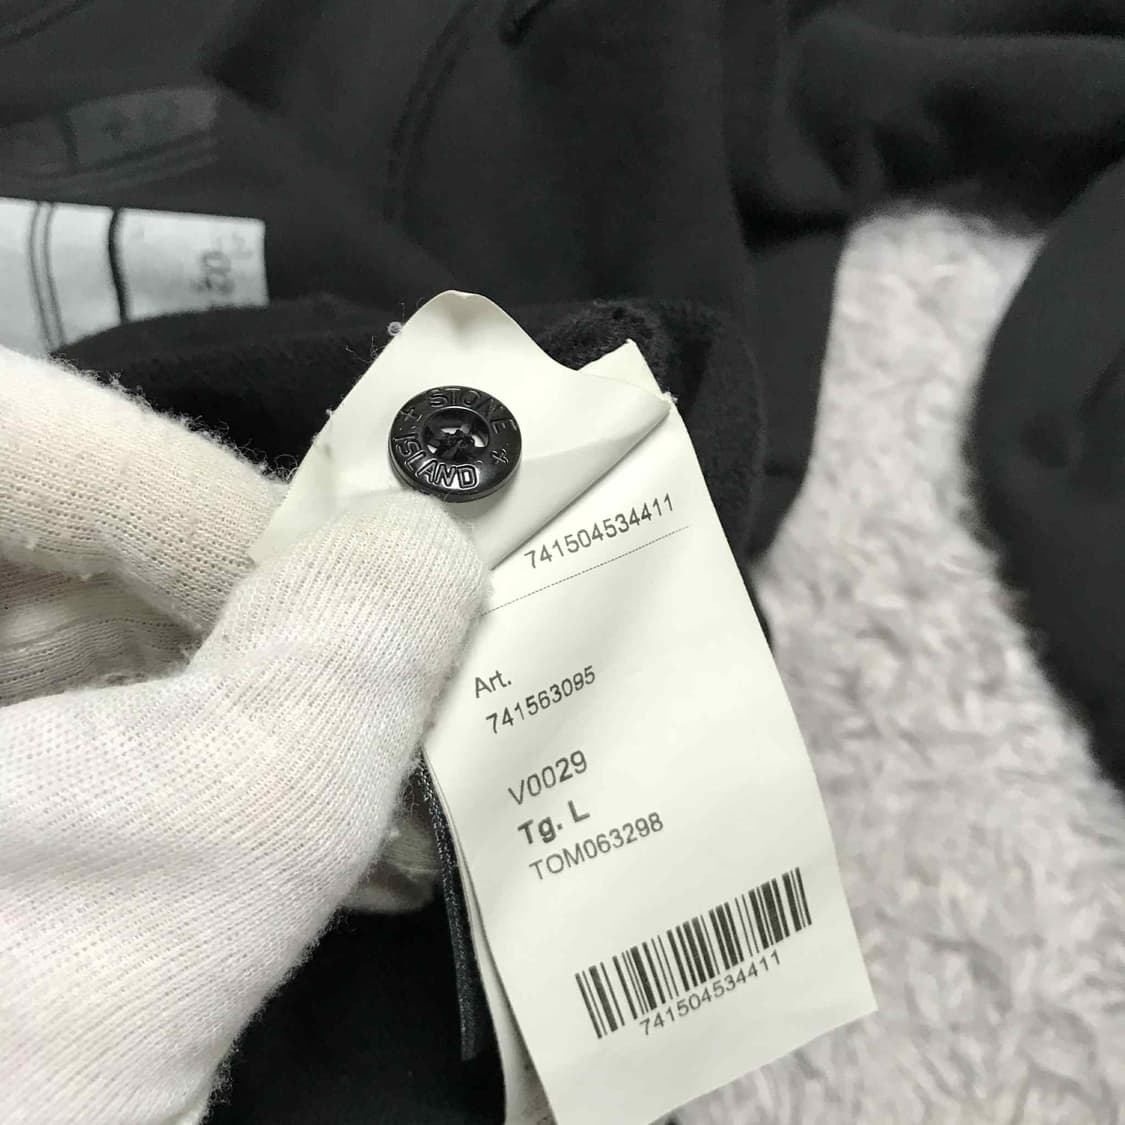 STONE
ISLAND
741504534411
Art.
741563095
V0029
Tg. L
TOM063298
741504534411